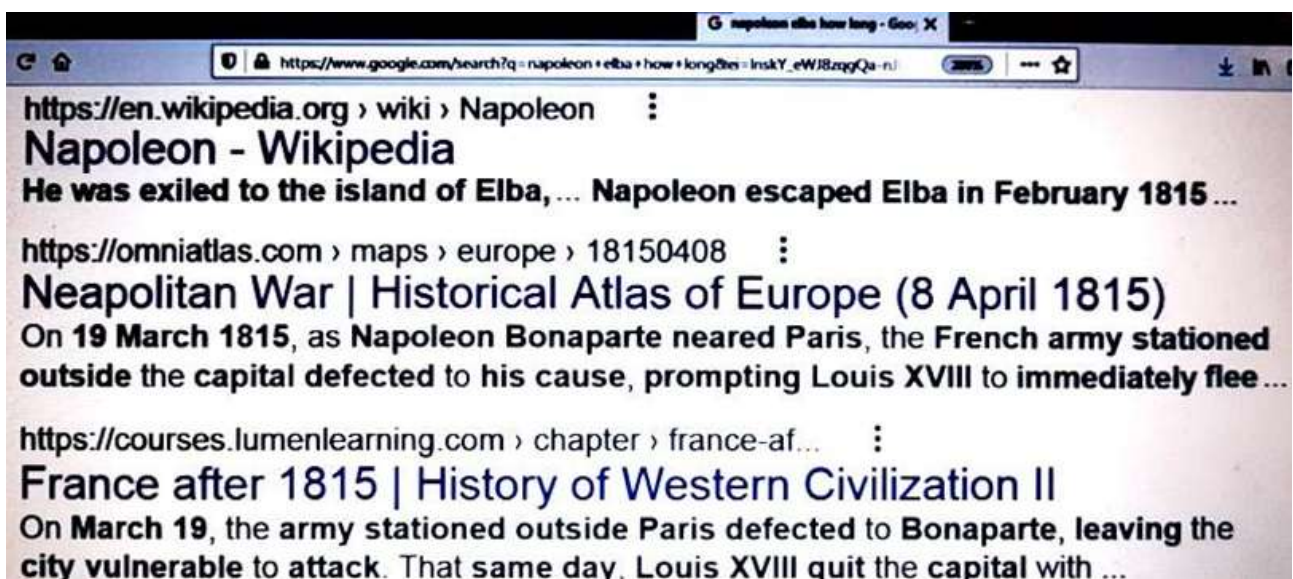 G napoleon elba how long - Goo
https://www.google.com/search?q=napoleon+elba+how+long&ei=
https://en.wikipedia.org › wiki › Napoleon
Napoleon - Wikipedia
He was exiled to the island of Elba, ... Napoleon escaped Elba in February 1815 ...
https://omniatlas.com › maps › europe › 18150408
Neapolitan War | Historical Atlas of Europe (8 April 1815)
On 19 March 1815, as Napoleon Bonaparte neared Paris, the French army stationed
outside the capital defected to his cause, prompting Louis XVIII to immediately flee ...
https://courses.lumenlearning.com › chapter › france-af...
France after 1815 | History of Western Civilization II
On March 19, the army stationed outside Paris defected to Bonaparte, leaving the
city vulnerable to attack. That same day, Louis XVIII quit the capital with ...